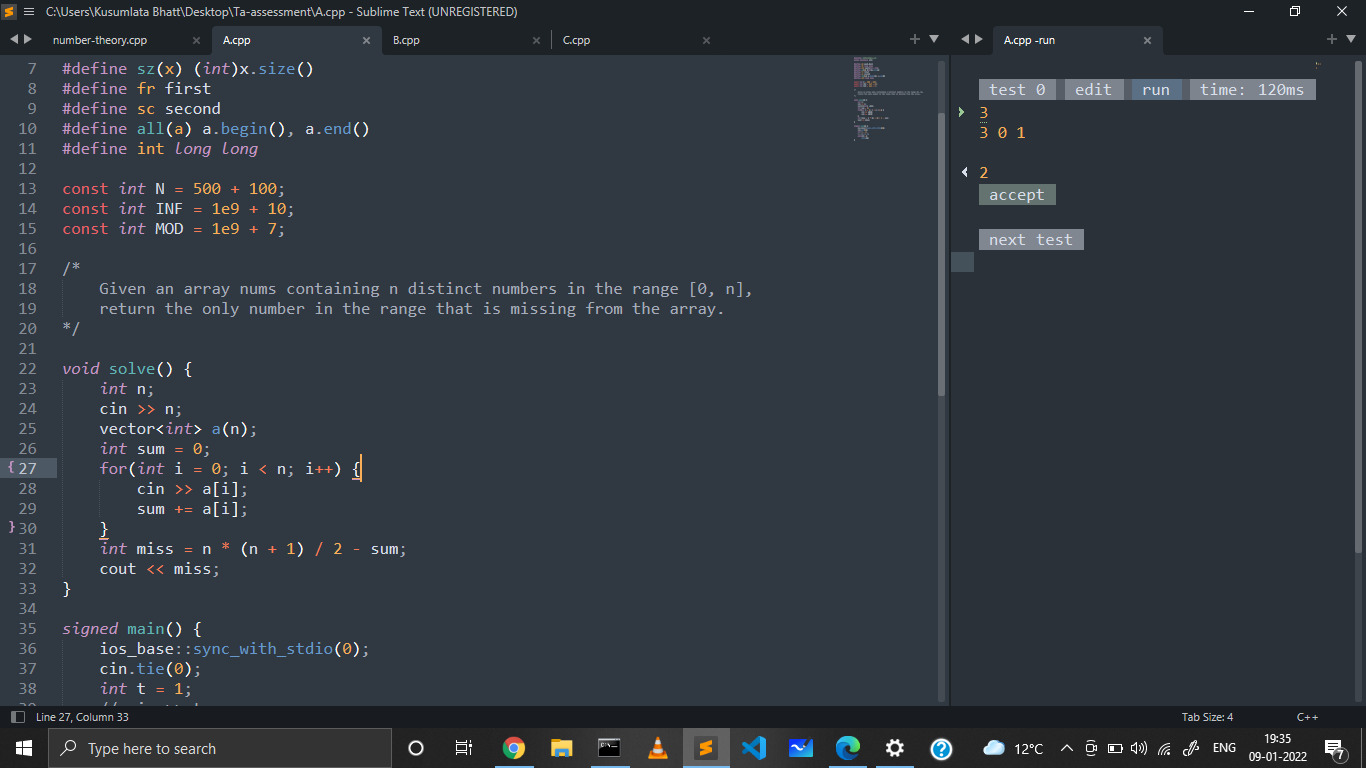 C:\Users\Kusumlata Bhatt\Desktop\Ta-assessment\A.cpp - Sublime Text (UNREGISTERED)
number-theory.cpp A.cpp B.cpp C.cpp A.cpp -run
7 #define sz(x) (int)x.size()
8 #define fr first
9 #define sc second
10 #define all(a) a.begin(), a.end()
11 #define int long long
12
13 const int N = 500 + 100;
14 const int INF = 1e9 + 10;
15 const int MOD = 1e9 + 7;
16
17 /*
18 Given an array nums containing n distinct numbers in the range [0, n],
19 return the only number in the range that is missing from the array.
20 */
21
22 void solve() {
23 int n;
24 cin >> n;
25 vector<int> a(n);
26 int sum = 0;
27 for(int i = 0; i < n; i++) {
28 cin >> a[i];
29 sum += a[i];
30 }
31 int miss = n * (n + 1) / 2 - sum;
32 cout << miss;
33 }
34
35 signed main() {
36 ios_base::sync_with_stdio(0);
37 cin.tie(0);
38 int t = 1;
test 0 edit run time: 120ms
3
3 0 1
2
accept
next test
Line 27, Column 33 Tab Size: 4 C++
Type here to search
12°C ENG 19:35
09-01-2022 7